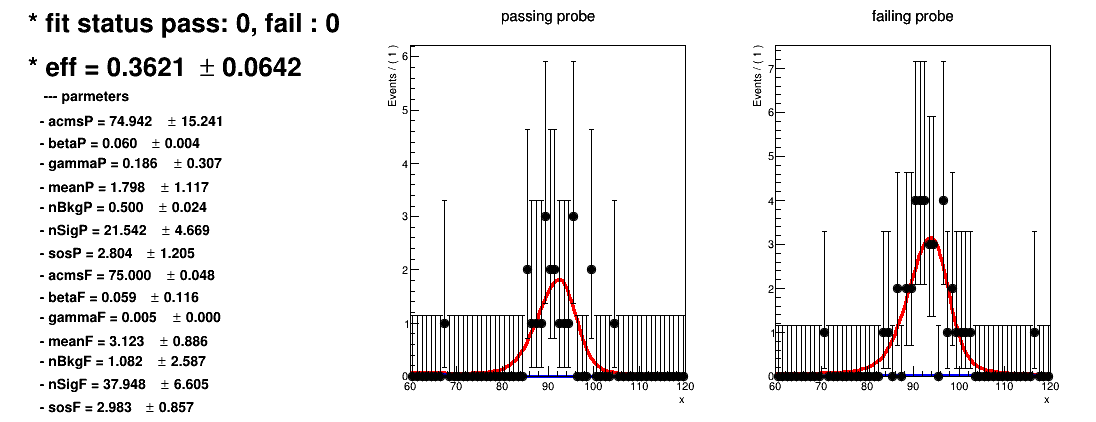 * fit status pass: 0, fail : 0
* eff = 0.3621 ± 0.0642
--- parmeters
- acmsP = 74.942 ± 15.241
- betaP = 0.060 ± 0.004
- gammaP = 0.186 ± 0.307
- meanP = 1.798 ± 1.117
- nBkgP = 0.500 ± 0.024
- nSigP = 21.542 ± 4.669
- sosP = 2.804 ± 1.205
- acmsF = 75.000 ± 0.048
- betaF = 0.059 ± 0.116
- gammaF = 0.005 ± 0.000
- meanF = 3.123 ± 0.886
- nBkgF = 1.082 ± 2.587
- nSigF = 37.948 ± 6.605
- sosF = 2.983 ± 0.857
passing probe
Events / ( 1 )
6
5
4
3
2
1
0
60 70 80 90 100 110 120
x
failing probe
Events / ( 1 )
7
6
5
4
3
2
1
0
60 70 80 90 100 110 120
x